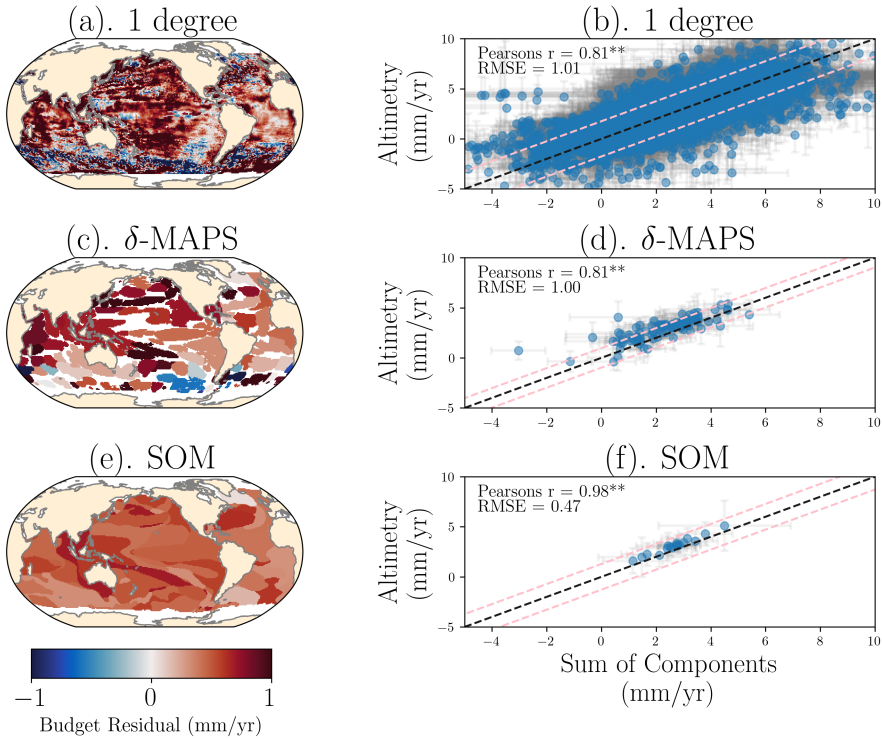 (a). 1 degree
(b). 1 degree
Pearsons r = 0.81**
RMSE = 1.01
Altimetry
(mm/yr)
10
5
0
−5
−4
−2
0
2
4
6
8
10
(c). δ-MAPS
(d). δ-MAPS
Pearsons r = 0.81**
RMSE = 1.00
Altimetry
(mm/yr)
10
5
0
−5
−4
−2
0
2
4
6
8
10
(e). SOM
(f). SOM
Pearsons r = 0.98**
RMSE = 0.47
Altimetry
(mm/yr)
10
5
0
−5
−4
−2
0
2
4
6
8
10
Sum of Components
(mm/yr)
−1
0
1
Budget Residual (mm/yr)